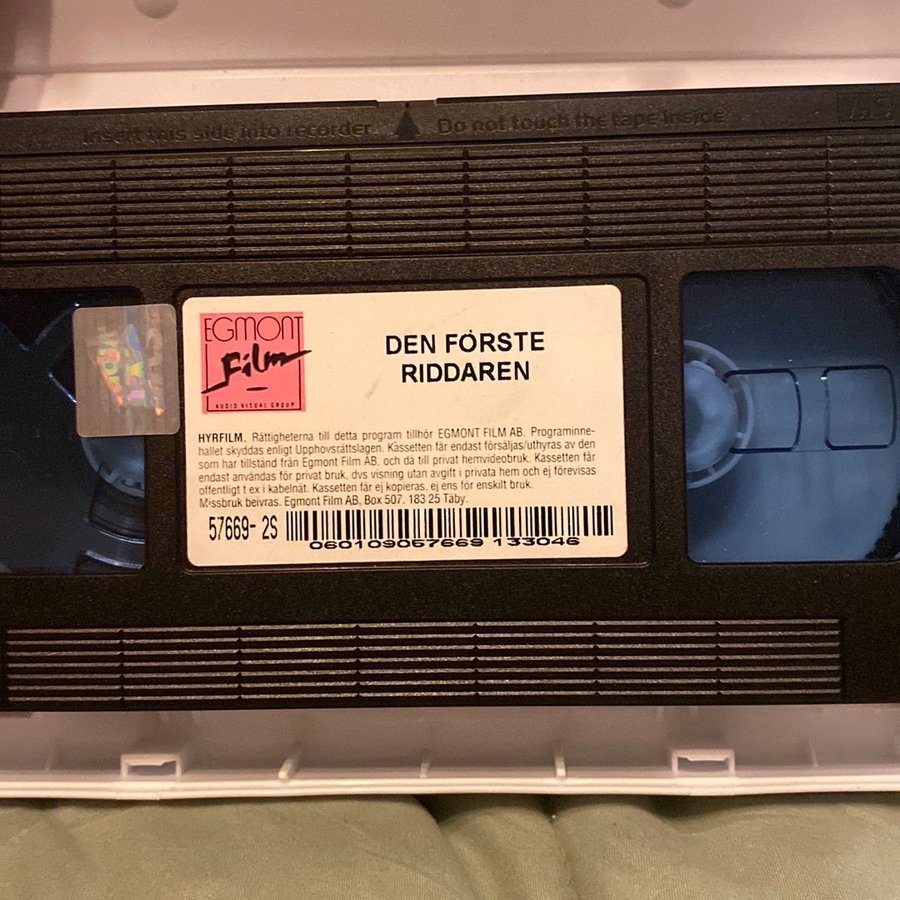 Insert this side into recorder. Do not touch the tape inside
VHS
EGMONT
Film
AUDIO VISUAL GROUP
DEN FÖRSTE
RIDDAREN
HYRFILM. Rättigheterna till detta program tillhör EGMONT FILM AB. Programinne-
hallet skyddas enligt Upphovsrättslagen. Kassetten får endast försäljas/uthyras av den
som har tillstånd från Egmont Film AB, och då till privat hemvideobruk. Kassetten får
endast användas för privat bruk, dvs visning utan avgift i privata hem och ej förevisas
offentligt t ex i kabelnät. Kassetten får ej kopieras, ej ens för enskilt bruk.
Missbruk beivras. Egmont Film AB. Box 507, 183 25 Täby.
57669- 2S
060109057669 133046